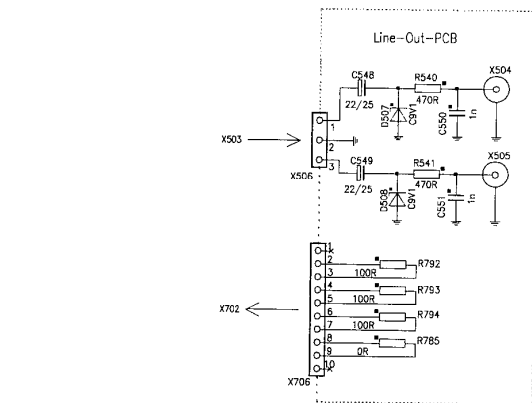 Line-Out-PCB
C548
R540
X504
22/25
D507
C9V1
470R
C550
1n
1
X503
2
3
X506
C549
R541
X505
22/25
D508
C9V1
470R
C551
1n
1
2
R792
3
100R
4
R793
5
100R
X702
6
R794
7
100R
8
R785
9
0R
10
X706